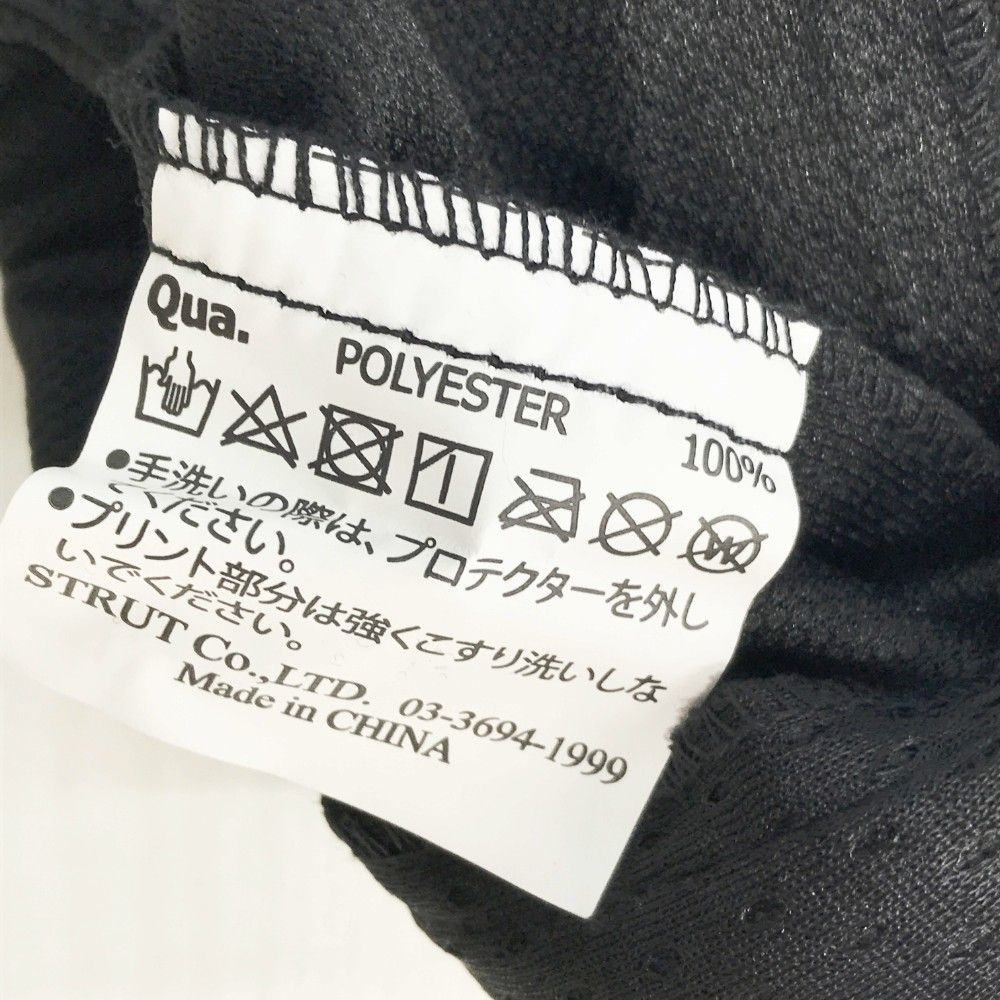 Qua.
POLYESTER
100%
●手洗いの際は、プロテクターを外し
ください。
●プリント部分は強くこすり洗いしな
いでください。
STRUT Co.,LTD. 03-3694-1999
Made in CHINA